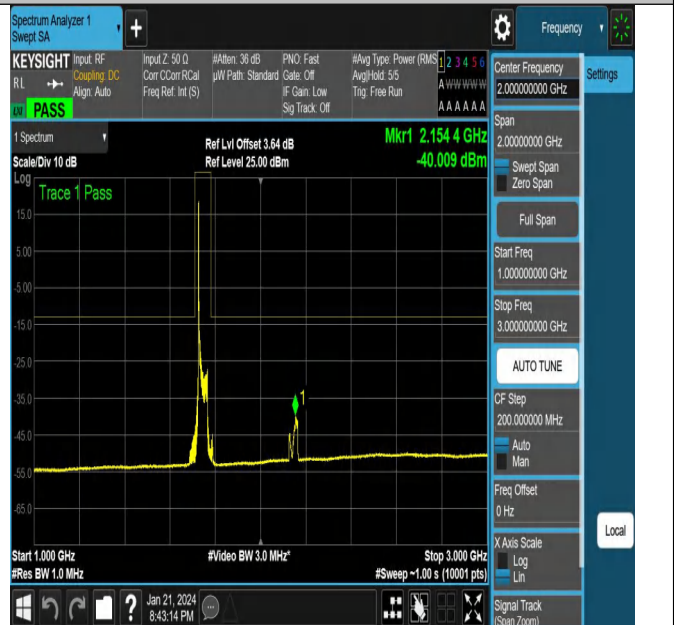 Spectrum Analyzer 1
Swept SA
+
Frequency
KEYSIGHT
RL
LXI PASS
Input: RF
Coupling: DC
Align: Auto
Input Z: 50 Ω
Corr CCorr RCal
Freq Ref: Int (S)
#Atten: 36 dB
µW Path: Standard
PNO: Fast
Gate: Off
IF Gain: Low
Sig Track: Off
#Avg Type: Power (RMS
Avg|Hold: 5/5
Trig: Free Run
1 2 3 4 5 6
A W W W W W
A A A A A A
1 Spectrum
Scale/Div 10 dB
Log
Ref Lvl Offset 3.64 dB
Ref Level 25.00 dBm
Mkr1 2.154 4 GHz
-40.009 dBm
Trace 1 Pass
15.0
5.00
-5.00
-15.0
-25.0
-35.0
-45.0
-55.0
-65.0
1
Start 1.000 GHz
#Res BW 1.0 MHz
#Video BW 3.0 MHz*
Stop 3.000 GHz
#Sweep ~1.00 s (10001 pts)
Center Frequency
2.00000000 GHz
Settings
Span
2.00000000 GHz
Swept Span
Zero Span
Full Span
Start Freq
1.000000000 GHz
Stop Freq
3.000000000 GHz
AUTO TUNE
CF Step
200.000000 MHz
Auto
Man
Freq Offset
0 Hz
X Axis Scale
Log
Lin
Local
Signal Track
(Span Zoom)
?
Jan 21, 2024
8:43:14 PM